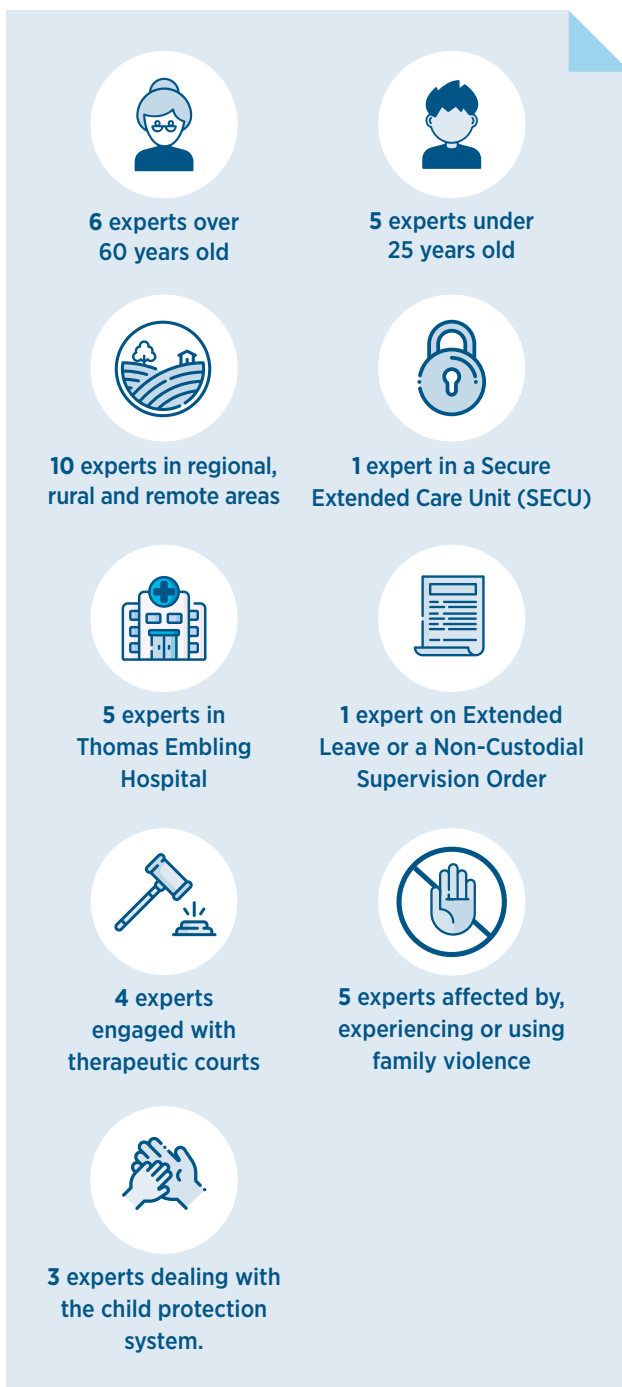 6 experts over
60 years old
5 experts under
25 years old
10 experts in regional,
rural and remote areas
1 expert in a Secure
Extended Care Unit (SECU)
5 experts in
Thomas Embling
Hospital
1 expert on Extended
Leave or a Non-Custodial
Supervision Order
4 experts
engaged with
therapeutic courts
5 experts affected by,
experiencing or using
family violence
3 experts dealing with
the child protection
system.